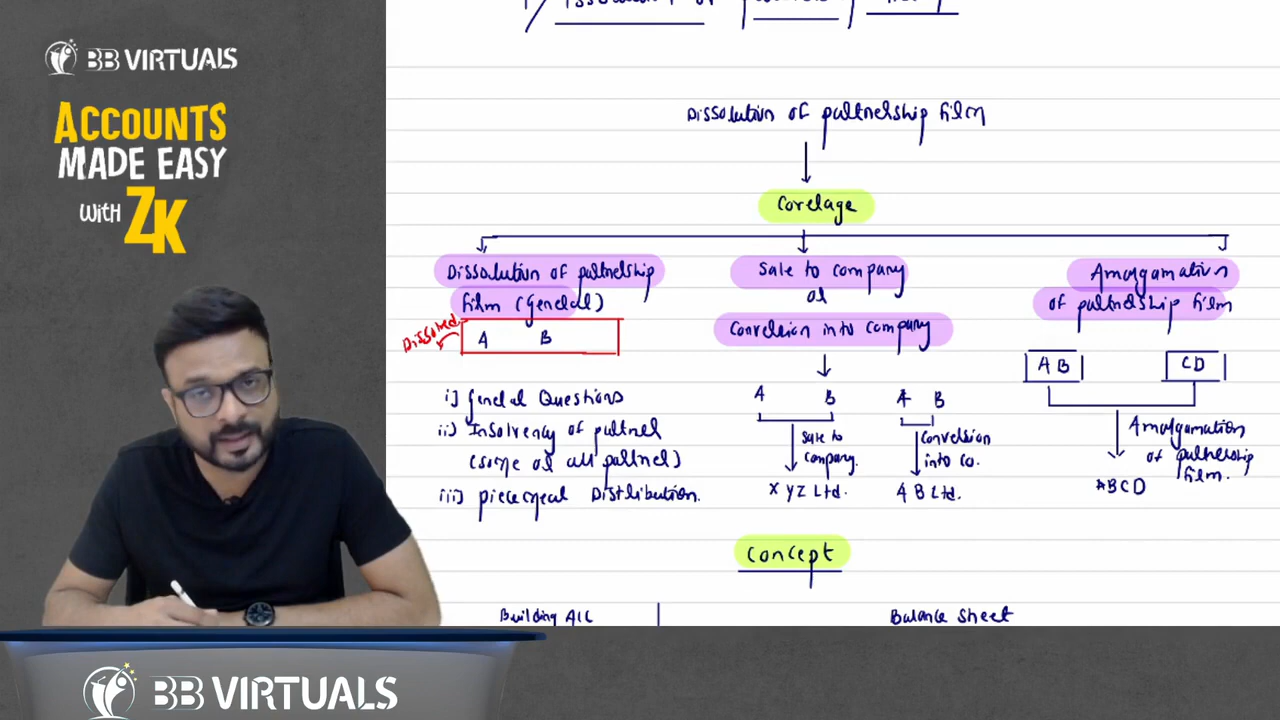 BB VIRTUALS
ACCOUNTS
MADE EASY
WITH ZK
Dissolution of partnership firm
Coverage
Dissolution of partnership
firm (General)
Dissolved
A B
i) General Questions
ii) Insolvency of partner
(some or all partner)
iii) piecemeal Distribution.
Sale to company
or
Conversion into company
A B
Sale to
company.
XYZ Ltd.
A B
Conversion
into Co.
AB Ltd.
Amalgamation
of partnership firm
AB
CD
Amalgamation
of partnership
firm.
ABCD
Concept
Building A/c
Balance Sheet
BB VIRTUALS